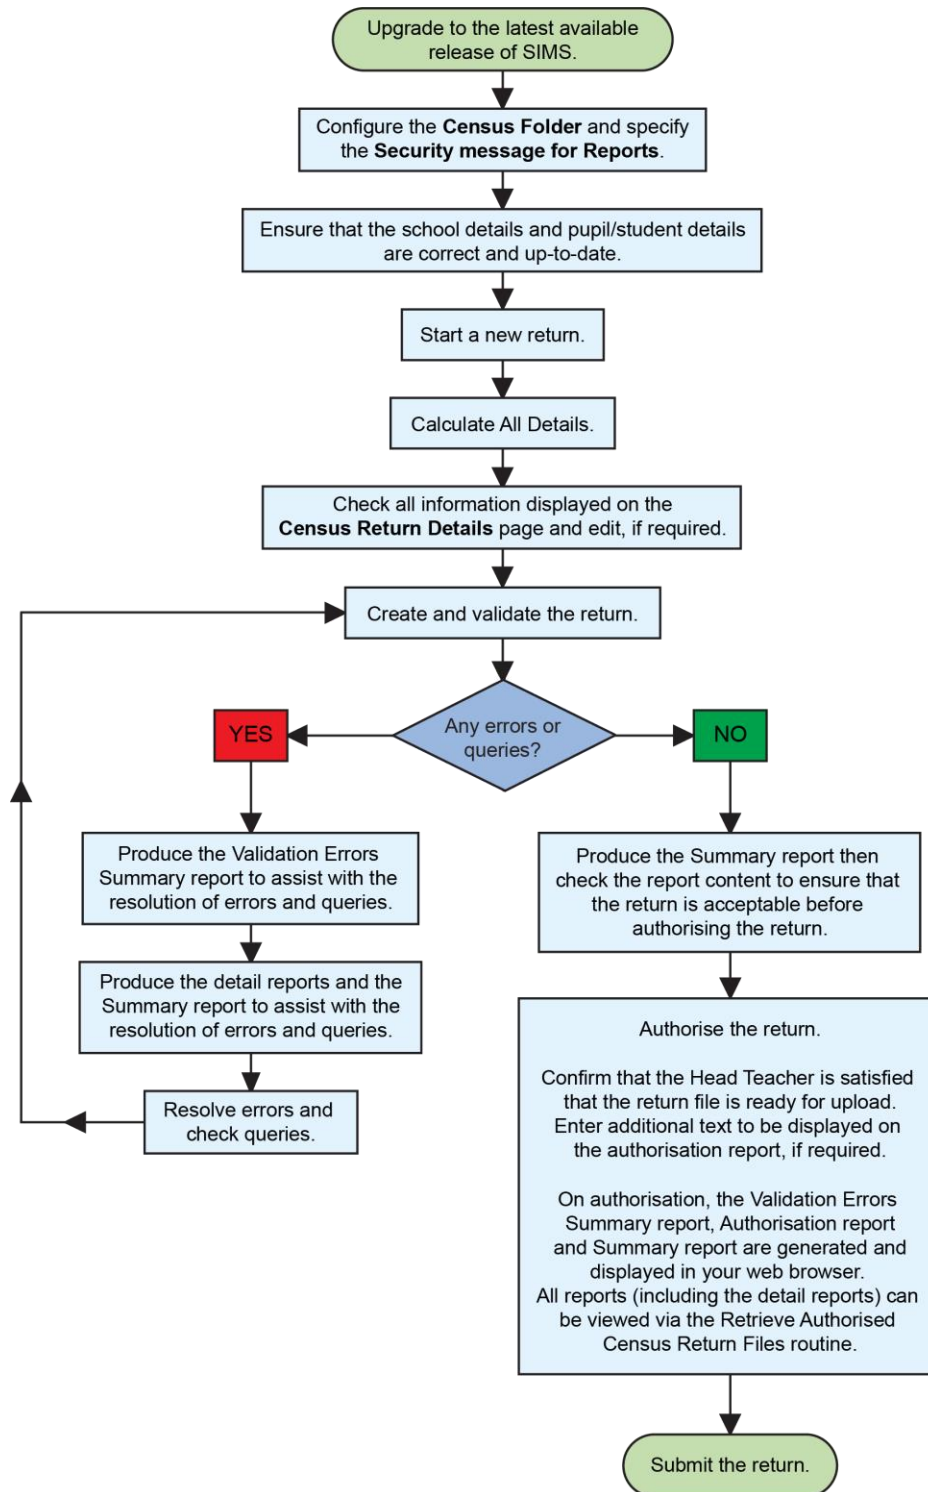 Upgrade to the latest available
release of SIMS.
Configure the Census Folder and specify
the Security message for Reports.
Ensure that the school details and pupil/student details
are correct and up-to-date.
Start a new return.
Calculate All Details.
Check all information displayed on the
Census Return Details page and edit, if required.
Create and validate the return.
Any errors or
queries?
YES
NO
Produce the Validation Errors
Summary report to assist with the
resolution of errors and queries.
Produce the detail reports and the
Summary report to assist with the
resolution of errors and queries.
Resolve errors and
check queries.
Produce the Summary report then
check the report content to ensure that
the return is acceptable before
authorising the return.
Authorise the return.
Confirm that the Head Teacher is satisfied
that the return file is ready for upload.
Enter additional text to be displayed on
the authorisation report, if required.
On authorisation, the Validation Errors
Summary report, Authorisation report
and Summary report are generated and
displayed in your web browser.
All reports (including the detail reports) can
be viewed via the Retrieve Authorised
Census Return Files routine.
Submit the return.